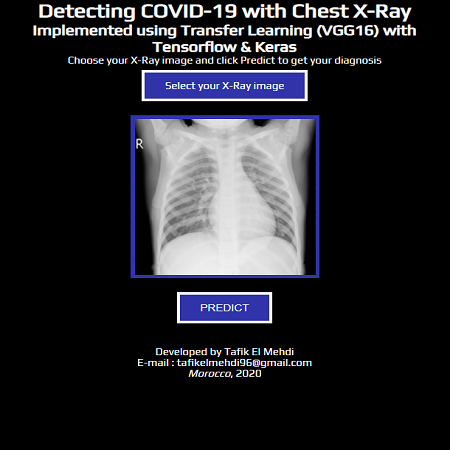 Detecting COVID-19 with Chest X-Ray
Implemented using Transfer Learning (VGG16) with
Tensorflow & Keras
Choose your X-Ray image and click Predict to get your diagnosis
Select your X-Ray image
R
PREDICT
Developed by Tafik El Mehdi
E-mail : tafikelmehdi96@gmail.com
Morocco, 2020